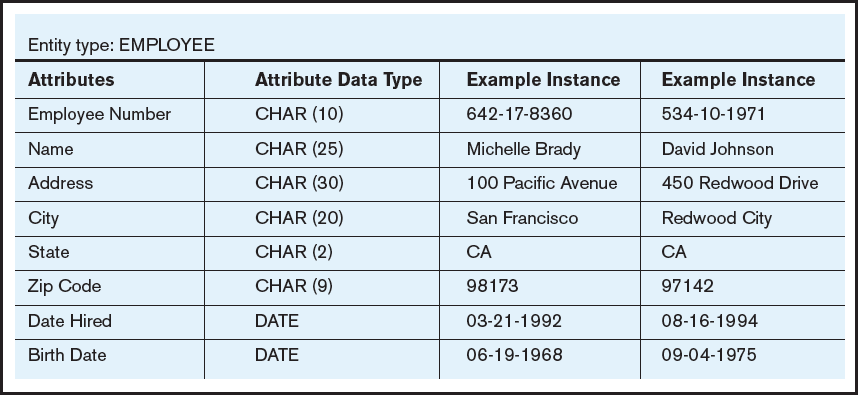 Entity type: EMPLOYEE
Attributes Attribute Data Type Example Instance Example Instance
Employee Number CHAR (10) 642-17-8360 534-10-1971
Name CHAR (25) Michelle Brady David Johnson
Address CHAR (30) 100 Pacific Avenue 450 Redwood Drive
City CHAR (20) San Francisco Redwood City
State CHAR (2) CA CA
Zip Code CHAR (9) 98173 97142
Date Hired DATE 03-21-1992 08-16-1994
Birth Date DATE 06-19-1968 09-04-1975